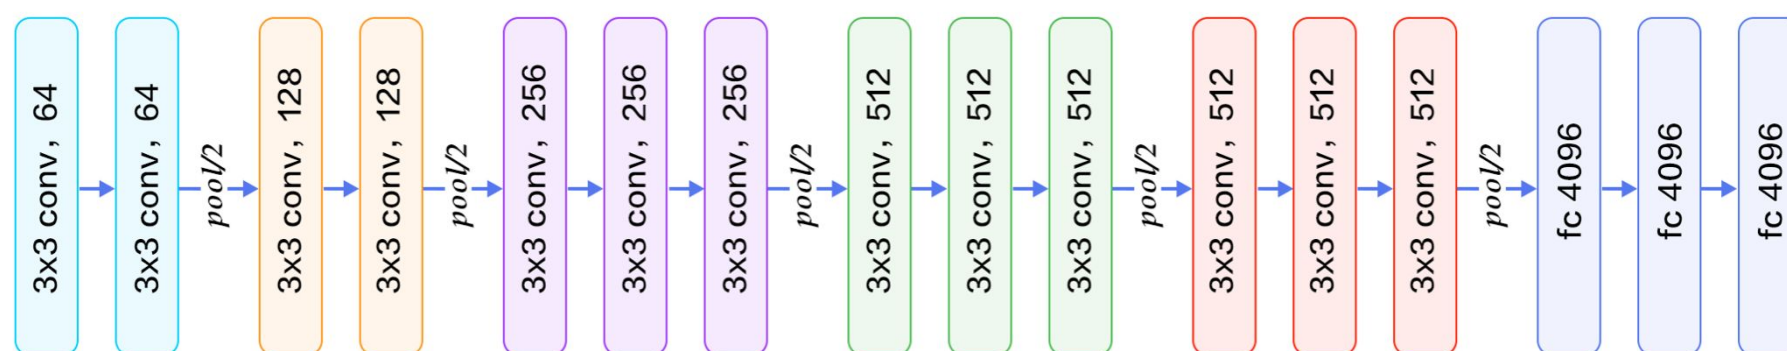 3x3 conv, 64
3x3 conv, 64
pool/2
3x3 conv, 128
3x3 conv, 128
pool/2
3x3 conv, 256
3x3 conv, 256
3x3 conv, 256
pool/2
3x3 conv, 512
3x3 conv, 512
3x3 conv, 512
pool/2
3x3 conv, 512
3x3 conv, 512
3x3 conv, 512
pool/2
fc 4096
fc 4096
fc 4096